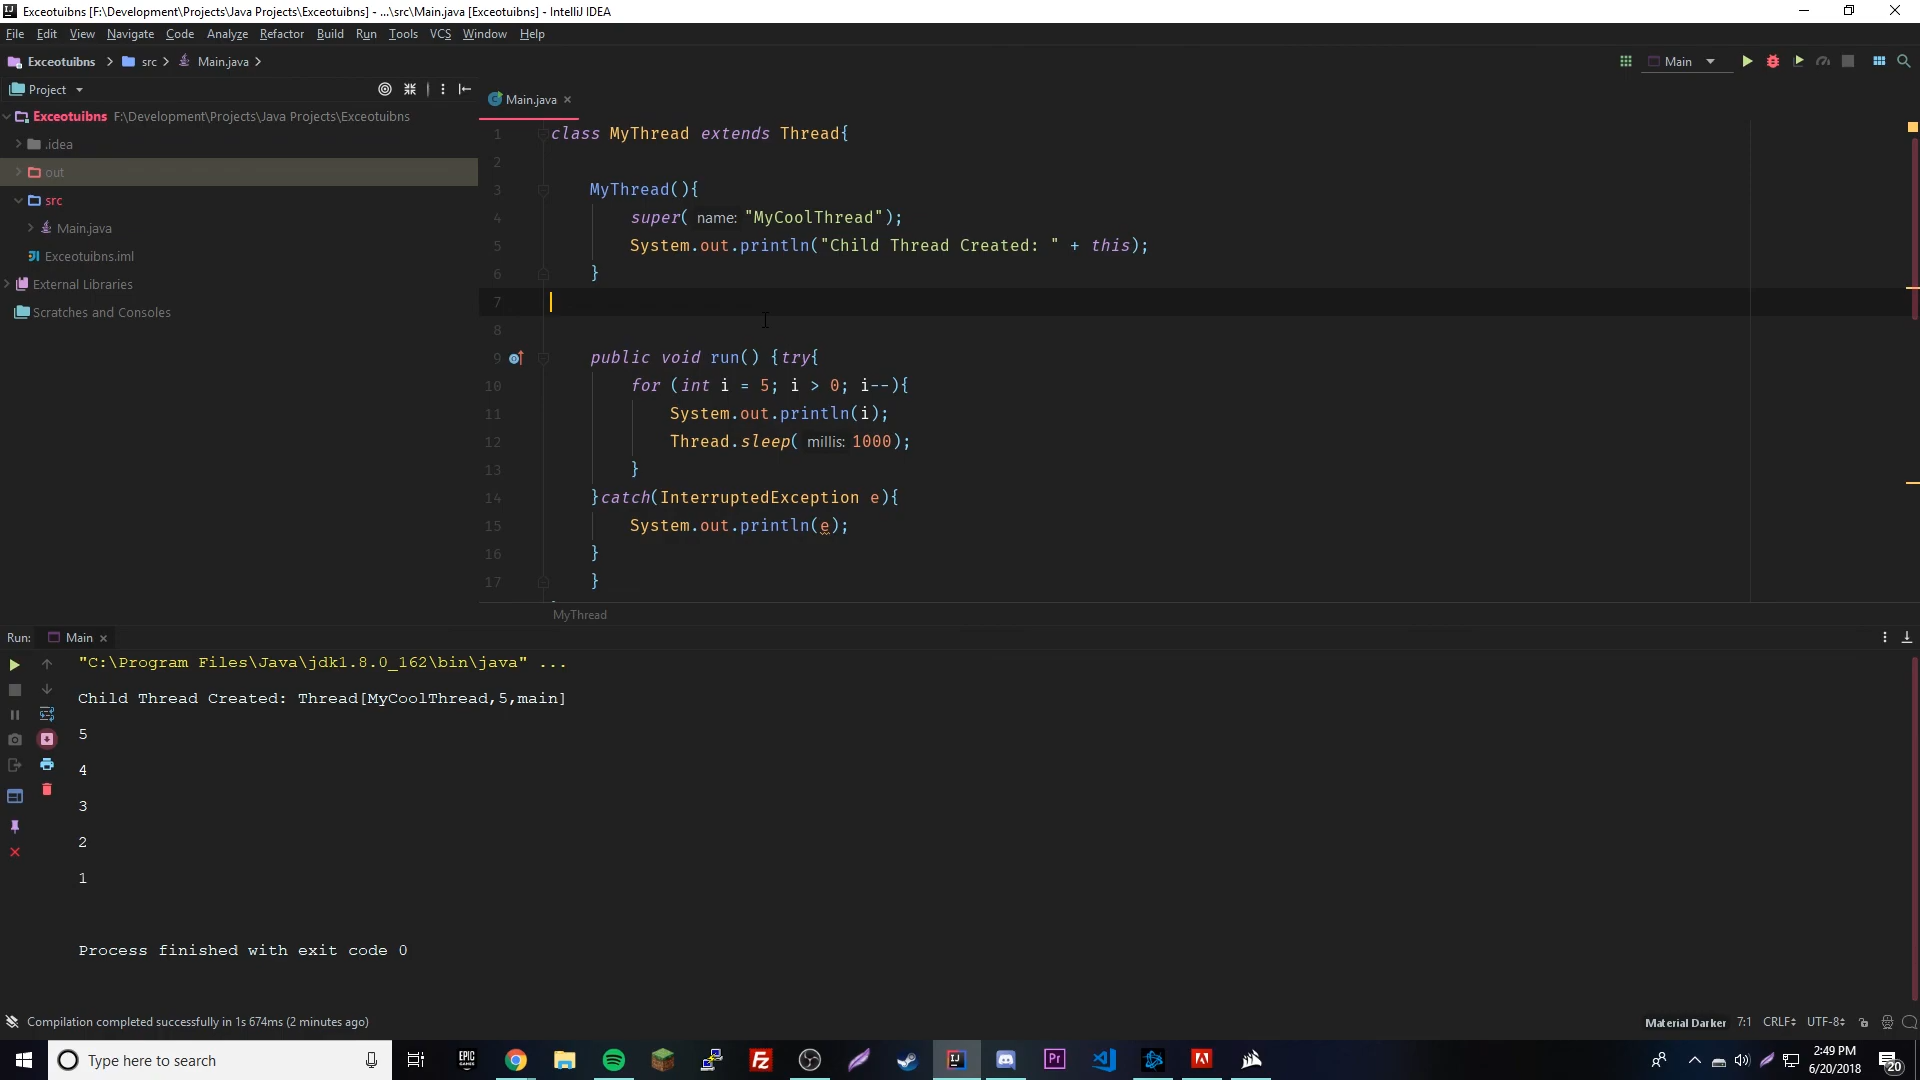 Exceotuibns [F:\Development\Projects\Java Projects\Exceotuibns] - ...\src\Main.java [Exceotuibns] - IntelliJ IDEA
File Edit View Navigate Code Analyze Refactor Build Run Tools VCS Window Help
Exceotuibns src Main.java Main
Project
Main.java
Exceotuibns F:\Development\Projects\Java Projects\Exceotuibns
.idea
out
src
Main.java
Exceotuibns.iml
External Libraries
Scratches and Consoles
1 class MyThread extends Thread{
2
3 MyThread(){
4 super( name: "MyCoolThread");
5 System.out.println("Child Thread Created: " + this);
6 }
7
8
9 public void run() {try{
10 for (int i = 5; i > 0; i--){
11 System.out.println(i);
12 Thread.sleep( millis: 1000);
13 }
14 }catch(InterruptedException e){
15 System.out.println(e);
16 }
17 }
MyThread
Run: Main
"C:\Program Files\Java\jdk1.8.0_162\bin\java" ...
Child Thread Created: Thread[MyCoolThread,5,main]
5
4
3
2
1
Process finished with exit code 0
Compilation completed successfully in 1s 674ms (2 minutes ago)
Material Darker 7:1 CRLF UTF-8
Type here to search
EPIC GAMES
Fz
IJ
Pr
2:49 PM
6/20/2018
20